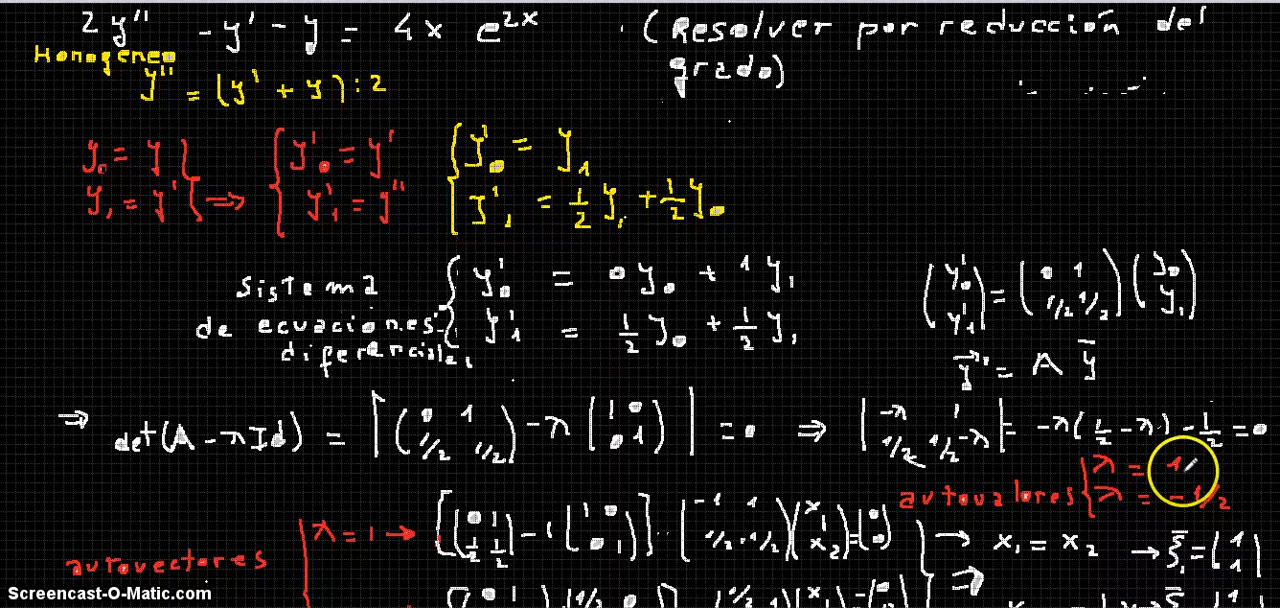 2y'' - y' - y = 4x e^{2x} . (Resolver por reducción del grado)
Homogeneo
y'' = (y' + y):2
y₀ = y } ⇒ { y'₀ = y' { y'₀ = y₁
y₁ = y' } ⇒ { y'₁ = y'' { y'₁ = 1/2 y₁ + 1/2 y₀
Sistema { y'₀ = 0y₀ + 1y₁ (y'₀ y'₁) = (0 1 1/2 1/2)(y₀ y₁)
de ecuaciones { y'₁ = 1/2 y₀ + 1/2 y₁
diferenciales
y' = A y
⇒ det(A - λId) = |(0 1 1/2 1/2) - λ(1 0 0 1)| = 0 ⇒ |-λ 1 1/2 1/2-λ| = -λ(1/2 - λ) - 1/2 = 0
autovalores { λ = 1
λ = -1/2
autovectores { λ = 1 → [(0 1 1/2 1/2) - 1(1 0 0 1)] (-1 1 1/2 -1/2)(x₁ x₂) = (0 0) → x₁ = x₂ → ξ₁ = (1 1)
Screencast-O-Matic.com